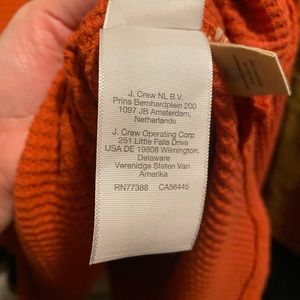 J. Crew NL B.V.
Prins Bernhardplein 200
1097 JB Amsterdam,
Netherlands
J. Crew Operating Corp
251 Little Falls Drive
USA DE 19808 Wilmington,
Delaware
Verenidge Staten Van
Amerika
RN77388 CA56445